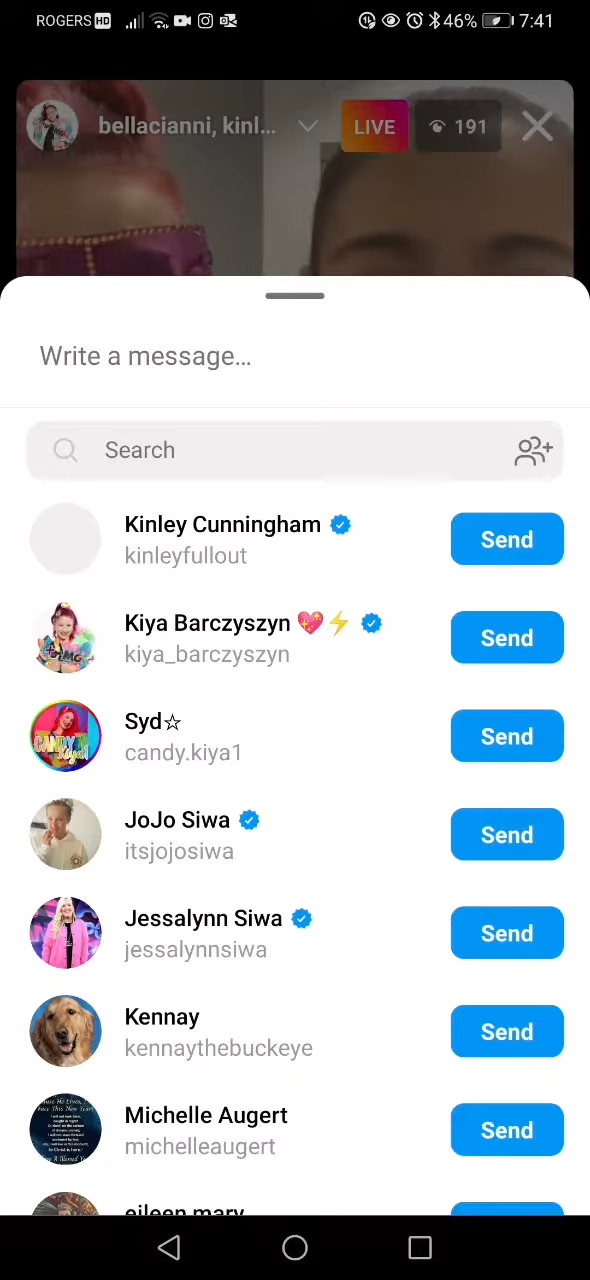 ROGERS HD 46% 7:41
bellacianni, kinl... LIVE 191
Write a message...
Search
Kinley Cunningham
kinleyfullout
Send
Kiya Barczyszyn 💖⚡
kiya_barczyszyn
Send
Syd☆
candy.kiya1
Send
JoJo Siwa
itsjojosiwa
Send
Jessalynn Siwa
jessalynnsiwa
Send
Kennay
kennaythebuckeye
Send
Michelle Augert
michelleaugert
Send
eileen mary